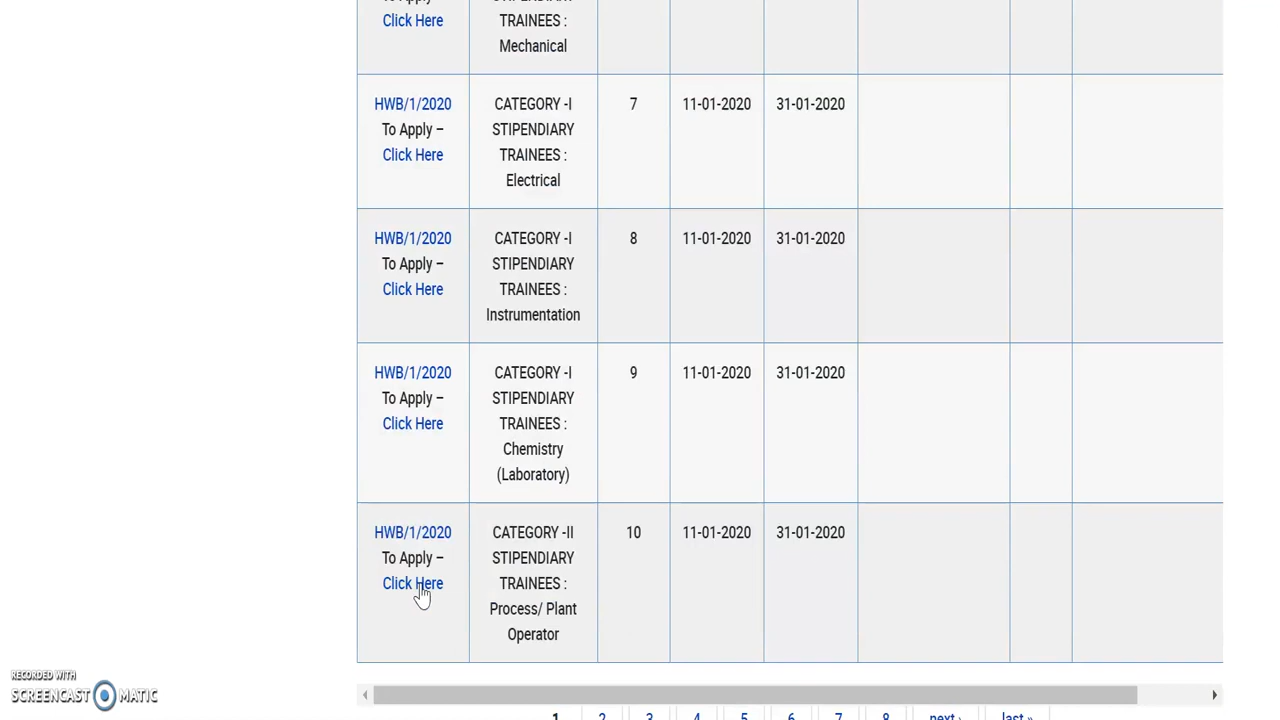 Click Here
TRAINEES :
Mechanical
HWB/1/2020
To Apply –
Click Here
CATEGORY -I
STIPENDIARY
TRAINEES :
Electrical
7
11-01-2020
31-01-2020
HWB/1/2020
To Apply –
Click Here
CATEGORY -I
STIPENDIARY
TRAINEES :
Instrumentation
8
11-01-2020
31-01-2020
HWB/1/2020
To Apply –
Click Here
CATEGORY -I
STIPENDIARY
TRAINEES :
Chemistry
(Laboratory)
9
11-01-2020
31-01-2020
HWB/1/2020
To Apply –
Click Here
CATEGORY -II
STIPENDIARY
TRAINEES :
Process/ Plant
Operator
10
11-01-2020
31-01-2020
RECORDED WITH
SCREENCAST MATIC
1 2 3 4 5 6 7 8 next › last »